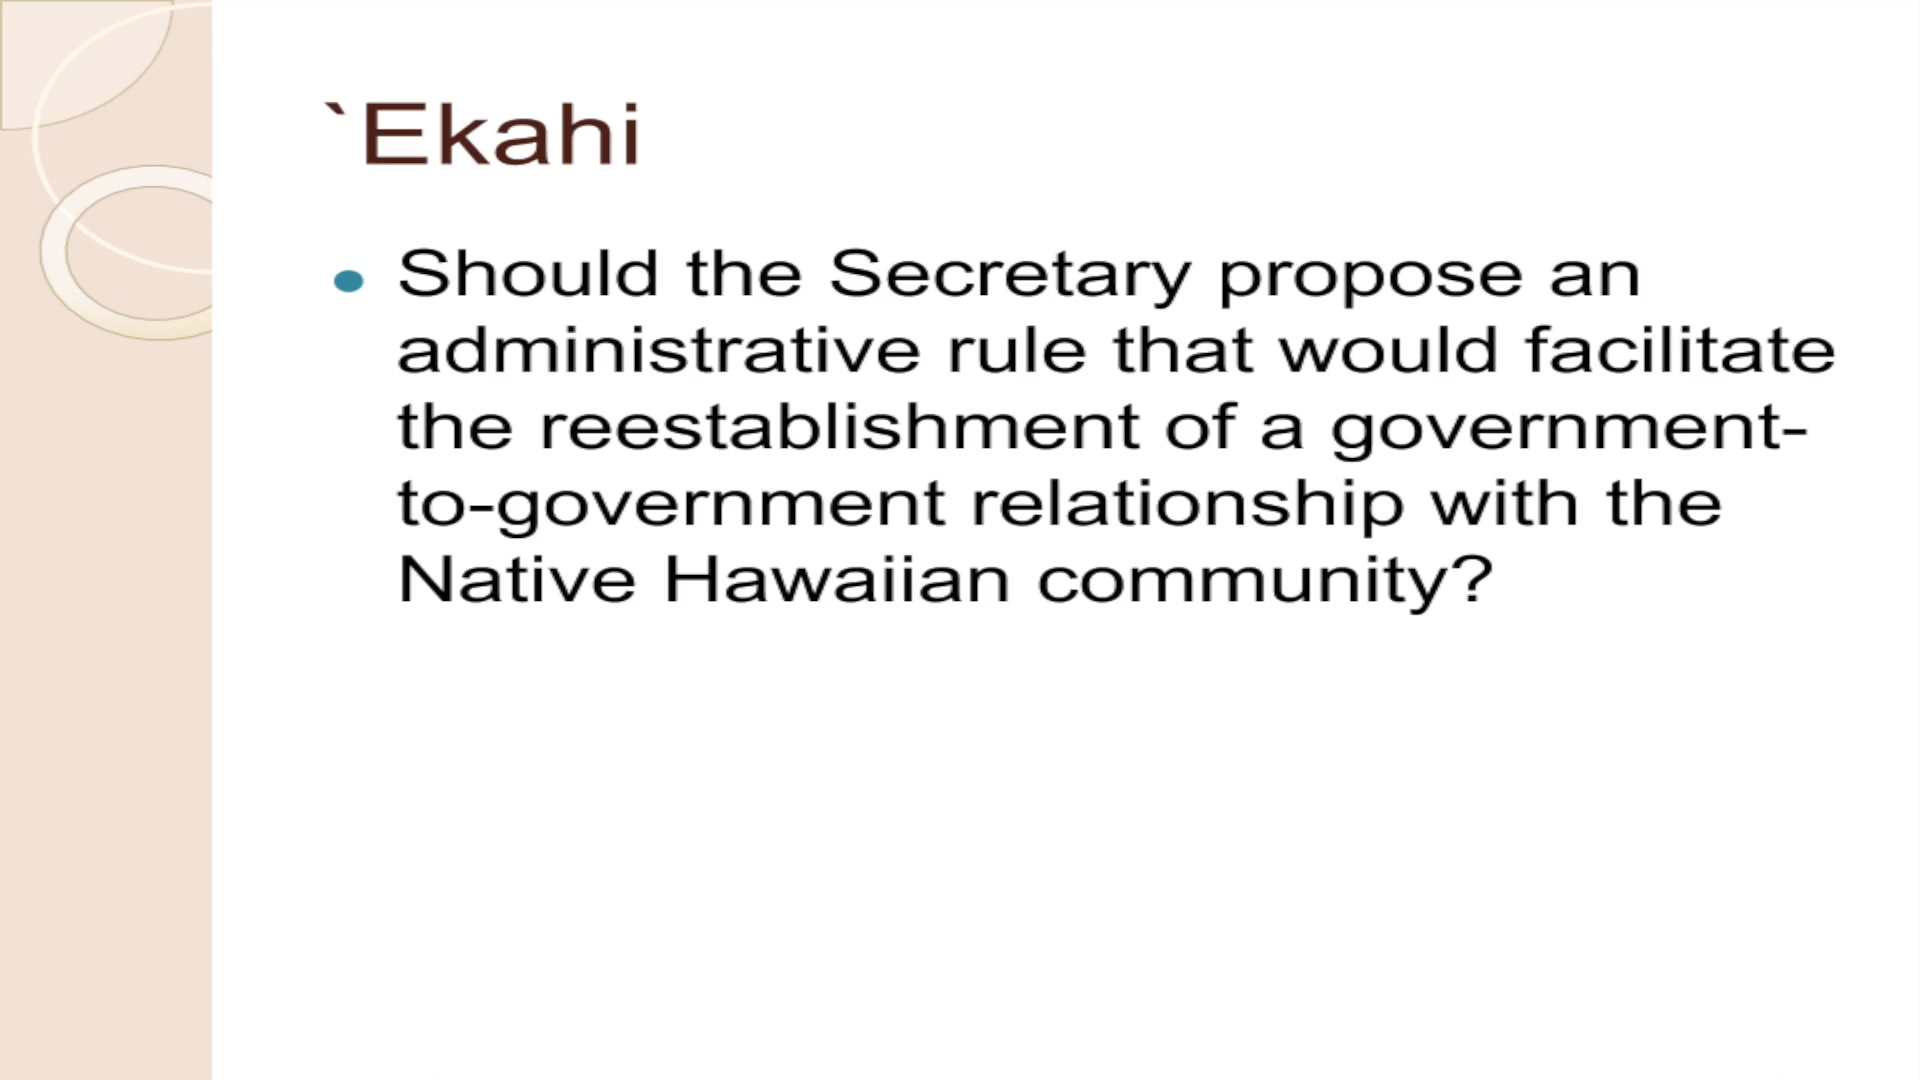 `Ekahi
• Should the Secretary propose an
administrative rule that would facilitate
the reestablishment of a government-
to-government relationship with the
Native Hawaiian community?